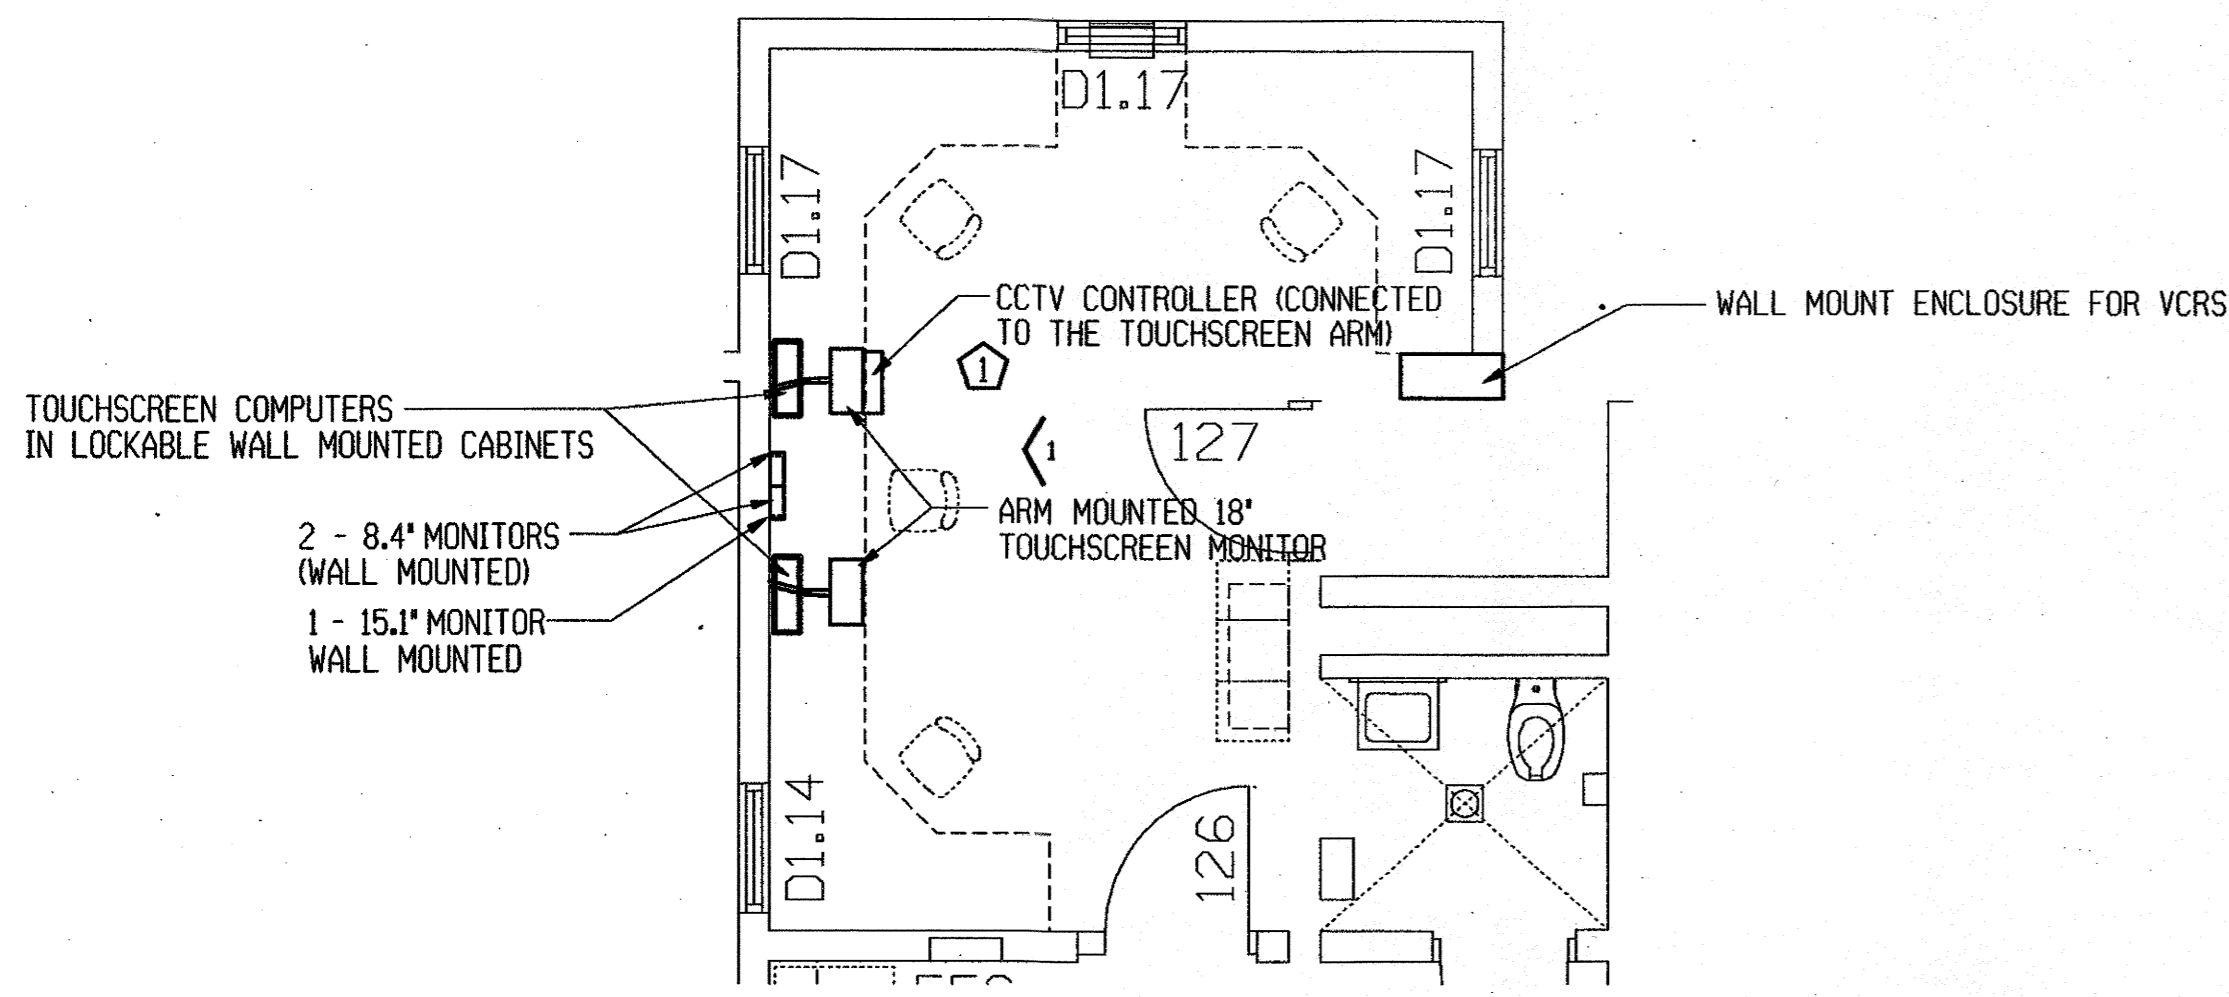 D1.17
D1.17
D1.17
CCTV CONTROLLER (CONNECTED
TO THE TOUCHSCREEN ARM)
WALL MOUNT ENCLOSURE FOR VCRS
1
TOUCHSCREEN COMPUTERS
IN LOCKABLE WALL MOUNTED CABINETS
1
127
2 - 8.4" MONITORS
(WALL MOUNTED)
ARM MOUNTED 18"
TOUCHSCREEN MONITOR
1 - 15.1" MONITOR
WALL MOUNTED
D1.14
126